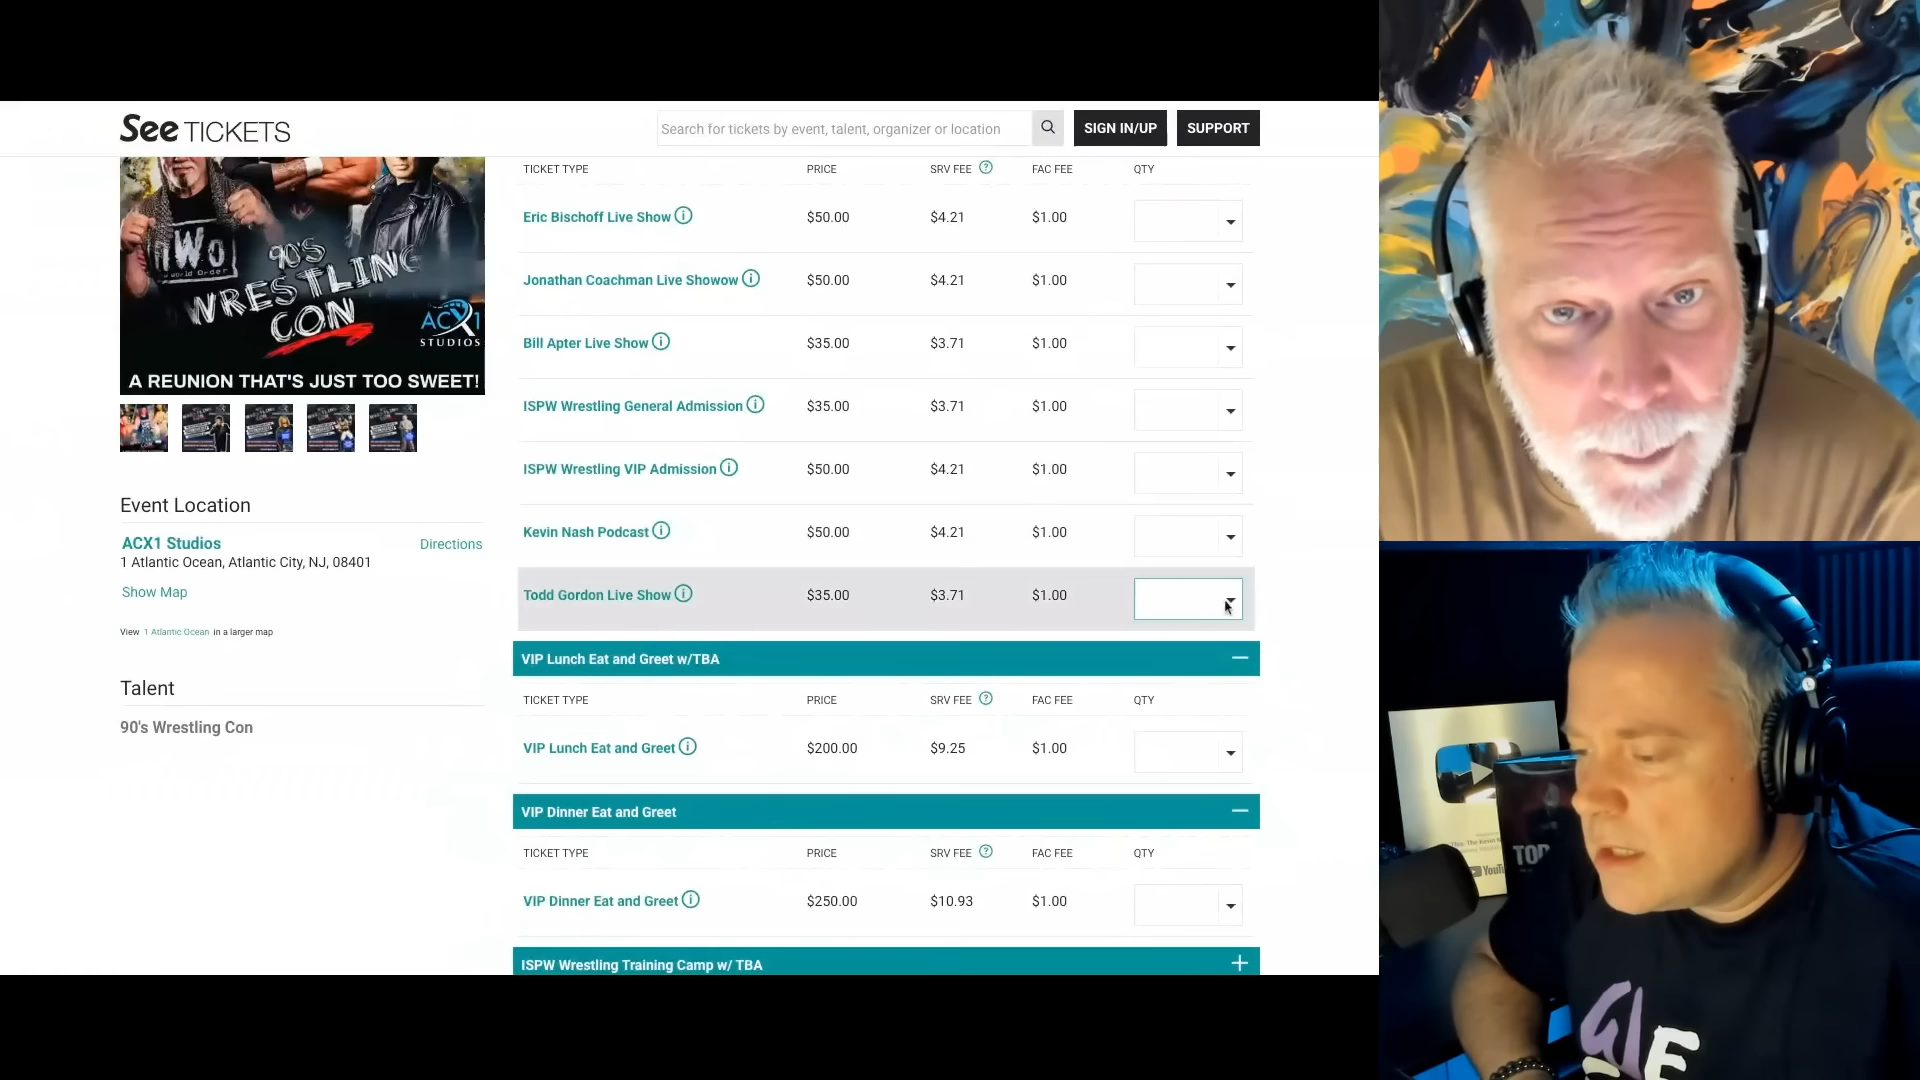 See TICKETS
Search for tickets by event, talent, organizer or location
SIGN IN/UP
SUPPORT
nWo
World Order
90'S
WRESTLING
CON
ACX1
STUDIOS
A REUNION THAT'S JUST TOO SWEET!
Event Location
ACX1 Studios
Directions
1 Atlantic Ocean, Atlantic City, NJ, 08401
Show Map
View 1 Atlantic Ocean in a larger map
Talent
90's Wrestling Con
TICKET TYPE PRICE SRV FEE FAC FEE QTY
Eric Bischoff Live Show $50.00 $4.21 $1.00
Jonathan Coachman Live Showow $50.00 $4.21 $1.00
Bill Apter Live Show $35.00 $3.71 $1.00
ISPW Wrestling General Admission $35.00 $3.71 $1.00
ISPW Wrestling VIP Admission $50.00 $4.21 $1.00
Kevin Nash Podcast $50.00 $4.21 $1.00
Todd Gordon Live Show $35.00 $3.71 $1.00
VIP Lunch Eat and Greet w/TBA
TICKET TYPE PRICE SRV FEE FAC FEE QTY
VIP Lunch Eat and Greet $200.00 $9.25 $1.00
VIP Dinner Eat and Greet
TICKET TYPE PRICE SRV FEE FAC FEE QTY
VIP Dinner Eat and Greet $250.00 $10.93 $1.00
ISPW Wrestling Training Camp w/ TBA